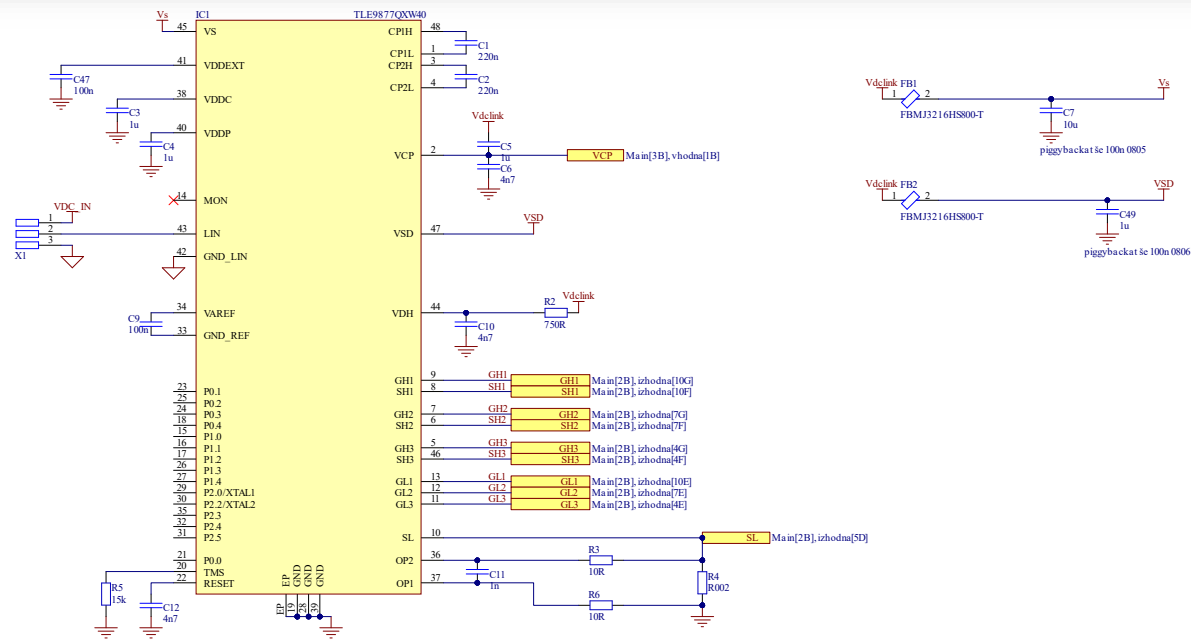 Vs
IC1
TLE9877QXW40
45
VS
CP1H
48
C1
220n
CP1L
1
41
VDDEXT
CP2H
3
C47
100n
C2
220n
CP2L
4
38
VDDC
C3
1u
40
VDDP
C4
1u
Vdclink
C5
1u
VCP
2
VCP
Main[3B], vhodna[1B]
C6
4n7
14
MON
VDC_IN
1
2
3
X1
43
LIN
VSD
47
VSD
42
GND_LIN
34
VAREF
C9
100n
33
GND_REF
VDH
44
C10
4n7
R2
750R
Vdclink
GH1
9
GH1
GH1
Main[2B], izhodna[10G]
SH1
8
SH1
SH1
Main[2B], izhodna[10F]
GH2
7
GH2
GH2
Main[2B], izhodna[7G]
SH2
6
SH2
SH2
Main[2B], izhodna[7F]
GH3
5
GH3
GH3
Main[2B], izhodna[4G]
SH3
46
SH3
SH3
Main[2B], izhodna[4F]
GL1
13
GL1
GL1
Main[2B], izhodna[10E]
GL2
12
GL2
GL2
Main[2B], izhodna[7E]
GL3
11
GL3
GL3
Main[2B], izhodna[4E]
23
P0.1
25
P0.2
24
P0.3
18
P0.4
15
P1.0
16
P1.1
17
P1.2
26
P1.3
27
P1.4
29
P2.0/XTAL1
30
P2.2/XTAL2
35
P2.3
32
P2.4
31
P2.5
SL
10
SL
Main[2B], izhodna[5D]
21
P0.0
20
TMS
22
RESET
OP2
36
R3
10R
C11
1n
R4
R002
OP1
37
R6
10R
R5
15k
C12
4n7
EP
GND
GND
GND
EP
19
28
39
Vdclink
FB1
1
2
FBMJ3216HS800-T
Vs
C7
10u
piggybackat še 100n 0805
Vdclink
FB2
1
2
FBMJ3216HS800-T
VSD
C49
1u
piggybackat še 100n 0806